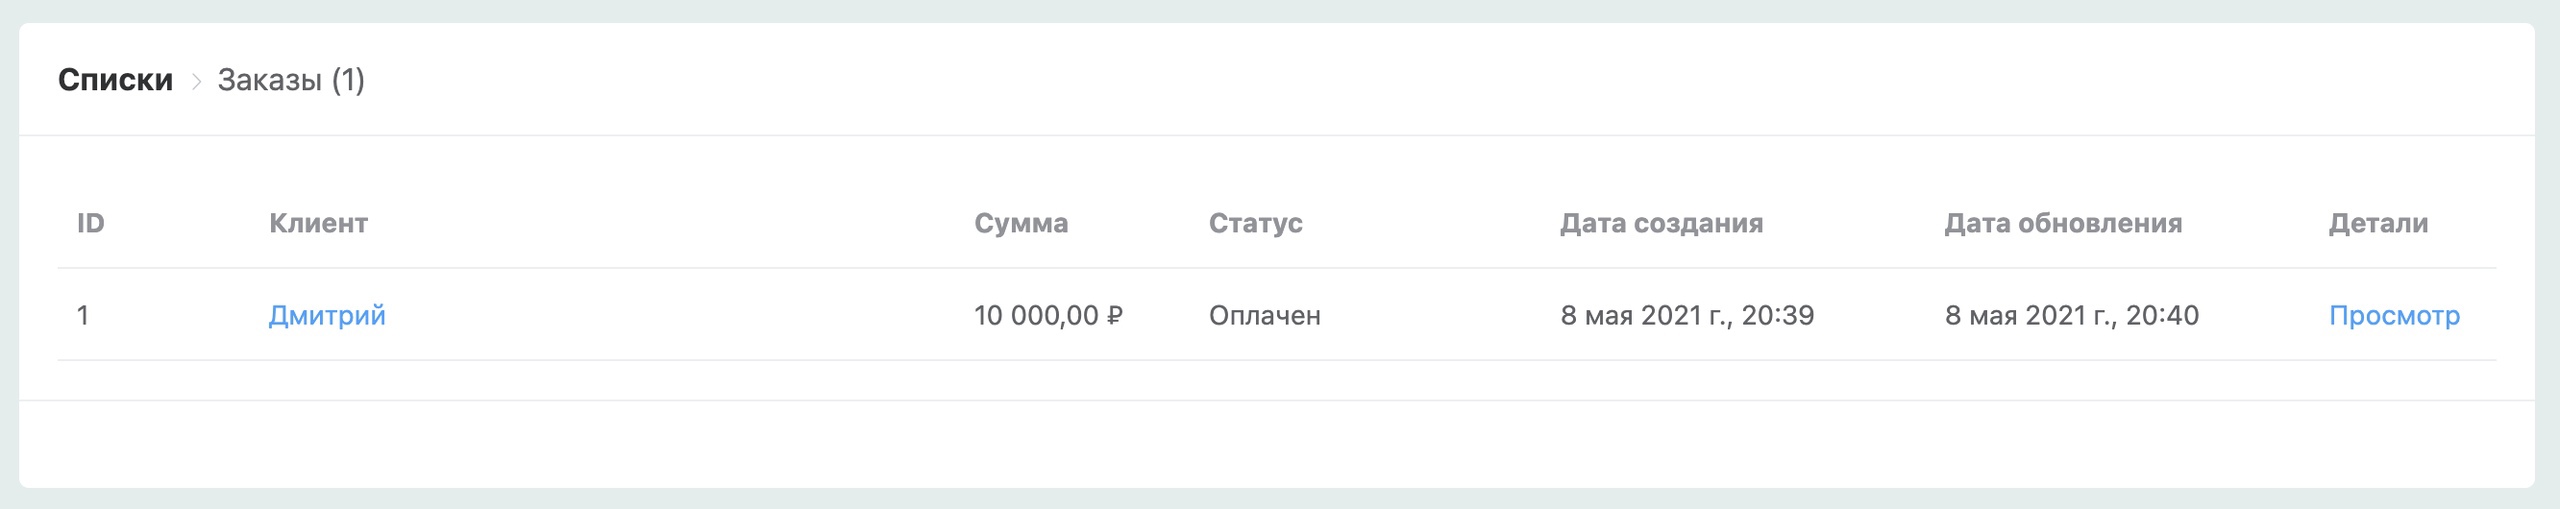 Списки > Заказы (1)
ID Клиент Сумма Статус Дата создания Дата обновления Детали
1 Дмитрий 10 000,00 ₽ Оплачен 8 мая 2021 г., 20:39 8 мая 2021 г., 20:40 Просмотр